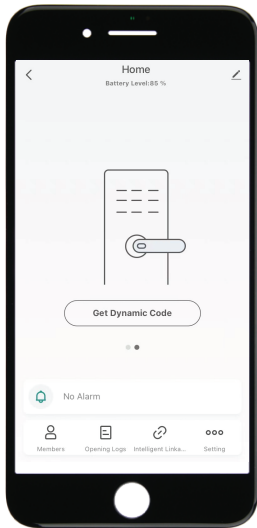 Home
Battery Level:85 %
Get Dynamic Code
No Alarm
Members
Opening Logs
Intelligent Linka...
Setting